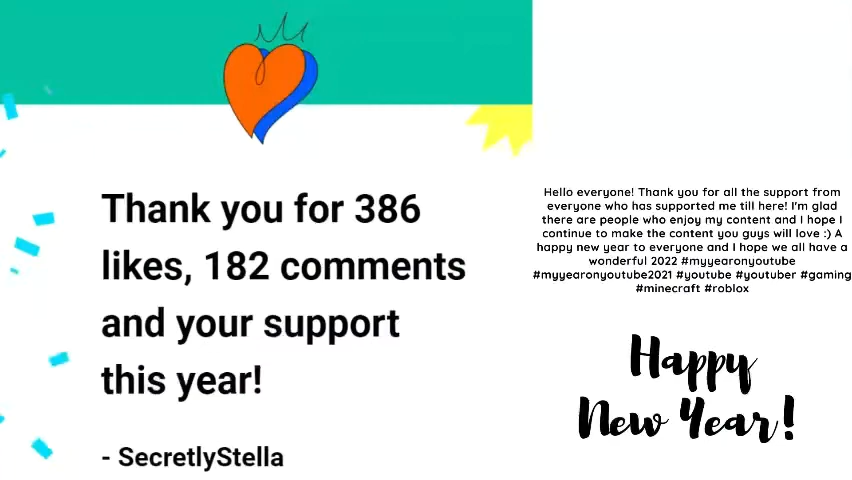 Thank you for 386
likes, 182 comments
and your support
this year!
- SecretlyStella
Hello everyone! Thank you for all the support from
everyone who has supported me till here! I'm glad
there are people who enjoy my content and I hope I
continue to make the content you guys will love :) A
happy new year to everyone and I hope we all have a
wonderful 2022 #myyearonyoutube
#myyearonyoutube2021 #youtube #youtuber #gaming
#minecraft #roblox
Happy
New Year!